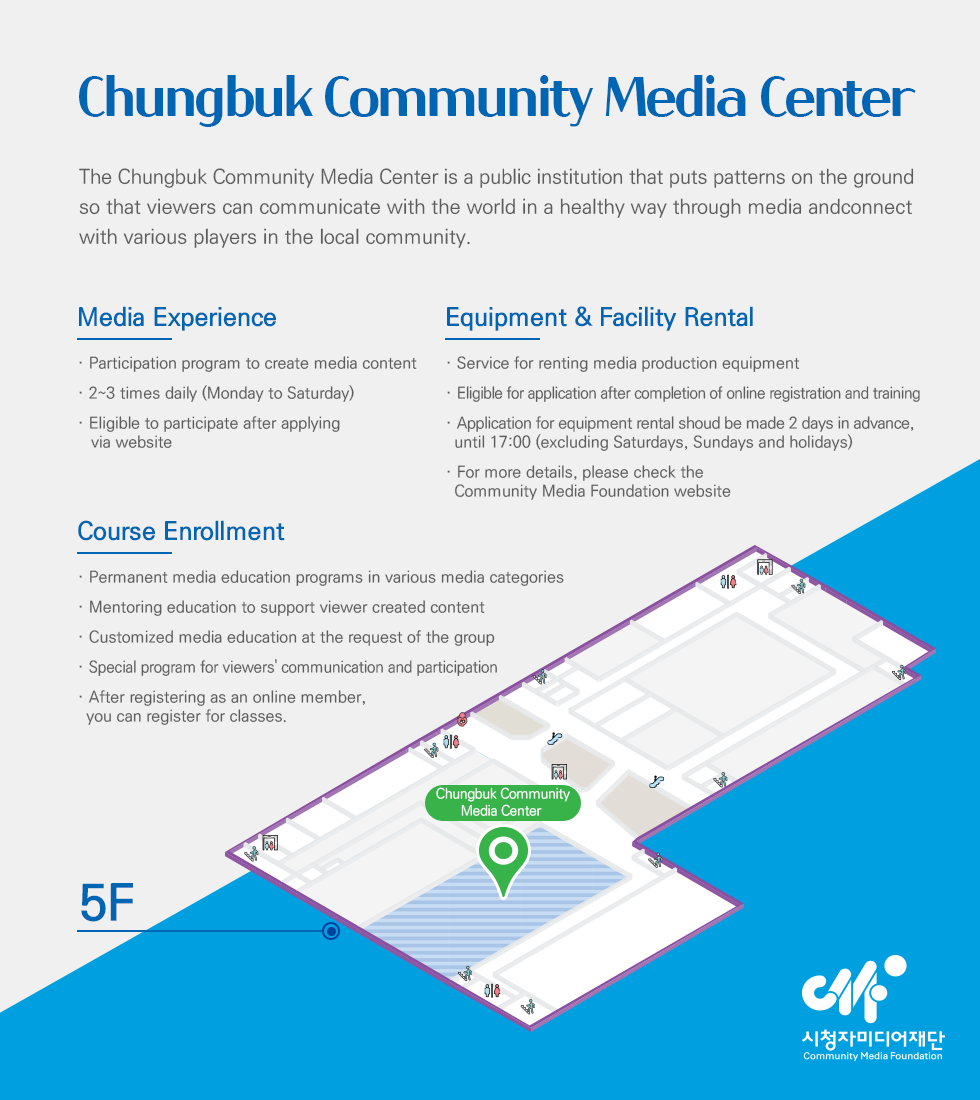 Chungbuk Community Media Center
The Chungbuk Community Media Center is a public institution that puts patterns on the ground
so that viewers can communicate with the world in a healthy way through media andconnect
with various players in the local community.
Media Experience
· Participation program to create media content
· 2~3 times daily (Monday to Saturday)
· Eligible to participate after applying
via website
Equipment & Facility Rental
· Service for renting media production equipment
· Eligible for application after completion of online registration and training
· Application for equipment rental shoud be made 2 days in advance,
until 17:00 (excluding Saturdays, Sundays and holidays)
· For more details, please check the
Community Media Foundation website
Course Enrollment
· Permanent media education programs in various media categories
· Mentoring education to support viewer created content
· Customized media education at the request of the group
· Special program for viewers' communication and participation
· After registering as an online member,
you can register for classes.
Chungbuk Community
Media Center
5F
시청자미디어재단
Community Media Foundation